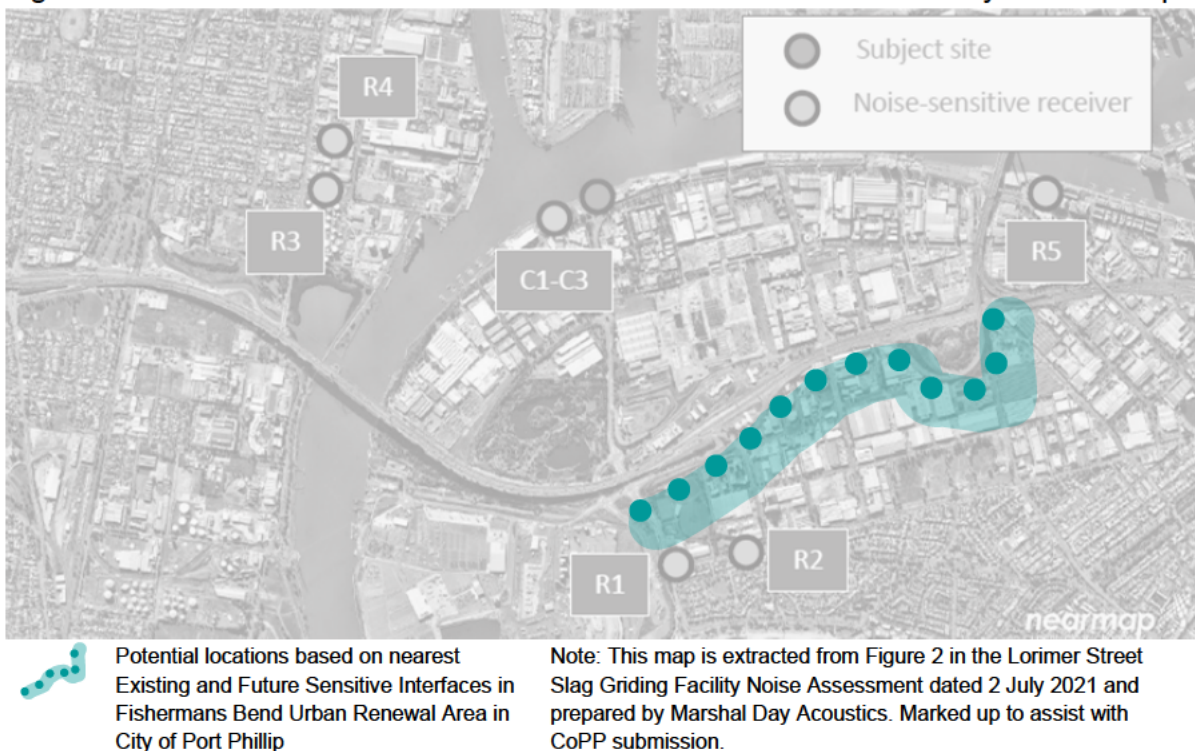 Subject site
Noise-sensitive receiver
R4
R3
C1-C3
R5
R1
R2
nearmap
Potential locations based on nearest
Existing and Future Sensitive Interfaces in
Fishermans Bend Urban Renewal Area in
City of Port Phillip
Note: This map is extracted from Figure 2 in the Lorimer Street
Slag Griding Facility Noise Assessment dated 2 July 2021 and
prepared by Marshal Day Acoustics. Marked up to assist with
CoPP submission.